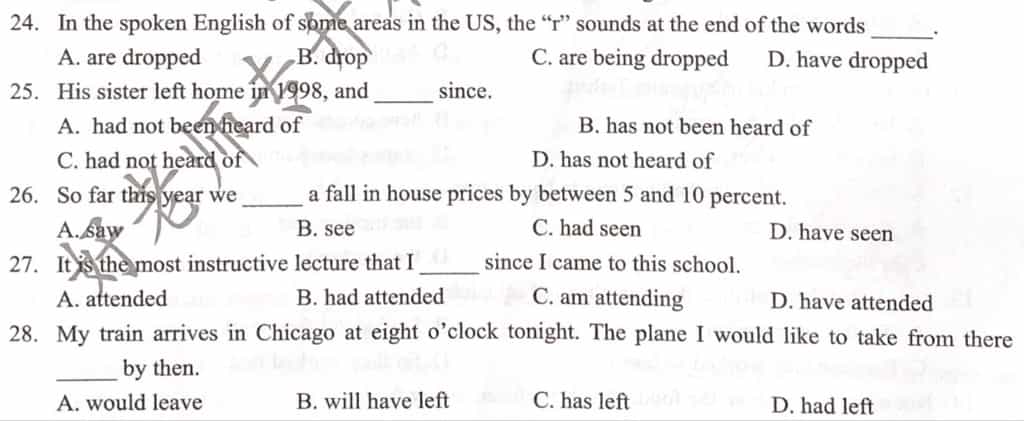 24. In the spoken English of some areas in the US, the “r” sounds at the end of the words ______.
A. are dropped B. drop C. are being dropped D. have dropped
25. His sister left home in 1998, and ______ since.
A. had not been heard of B. has not been heard of
C. had not heard of D. has not heard of
26. So far this year we ______ a fall in house prices by between 5 and 10 percent.
A. saw B. see C. had seen D. have seen
27. It is the most instructive lecture that I ______ since I came to this school.
A. attended B. had attended C. am attending D. have attended
28. My train arrives in Chicago at eight o’clock tonight. The plane I would like to take from there
______ by then.
A. would leave B. will have left C. has left D. had left